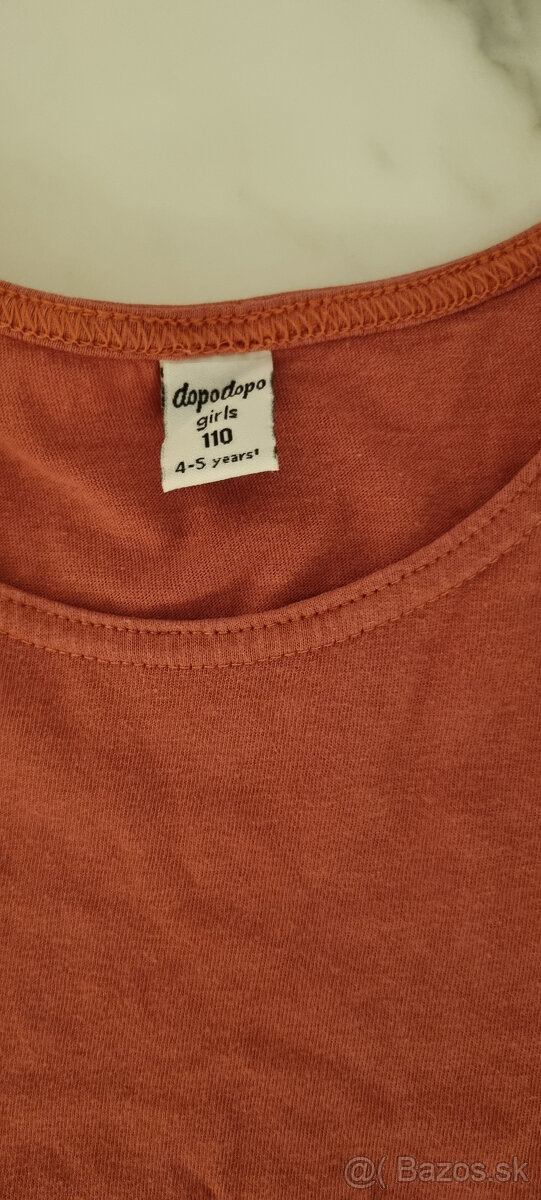 dopodopo
girls
110
4-5 years'
@( Bazos.sk